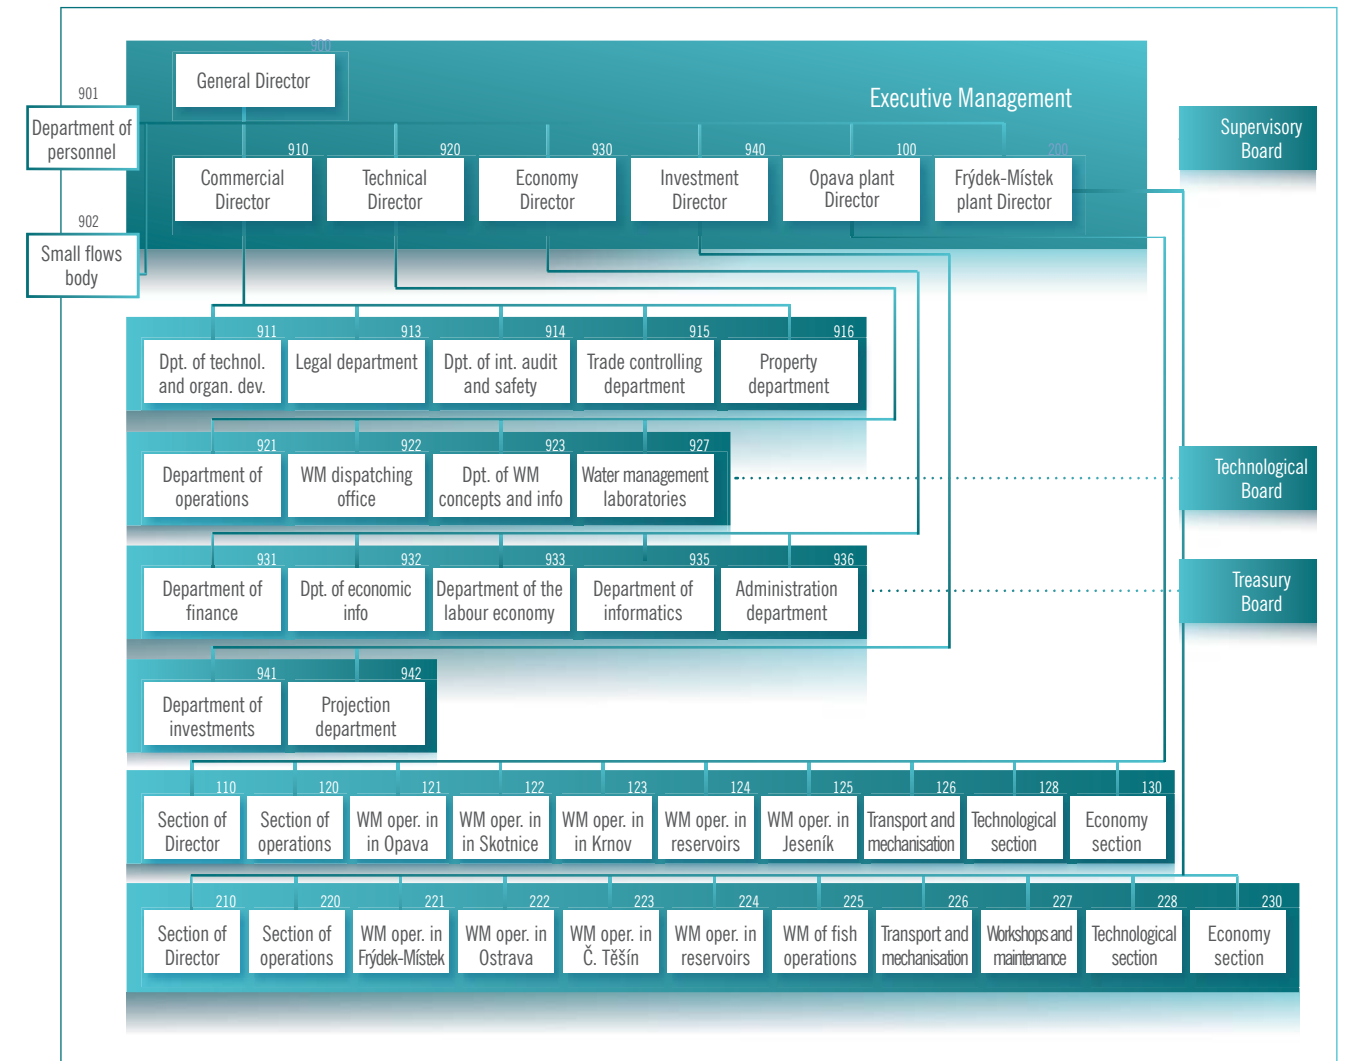 900
General Director
Executive Management
901
Department of
personnel
Supervisory
Board
910
920
930
940
100
200
Commercial
Director
Technical
Director
Economy
Director
Investment
Director
Opava plant
Director
Frýdek-Místek
plant Director
902
Small flows
body
911
913
914
915
916
Dpt. of technol.
and organ. dev.
Legal department
Dpt. of int. audit
and safety
Trade controlling
department
Property
department
921
922
923
927
Department of
operations
WM dispatching
office
Dpt. of WM
concepts and info
Water management
laboratories
Technological
Board
931
932
933
935
936
Department of
finance
Dpt. of economic
info
Department of the
labour economy
Department of
informatics
Administration
department
Treasury
Board
941
942
Department of
investments
Projection
department
110
120
121
122
123
124
125
126
128
130
Section of
Director
Section of
operations
WM oper. in
in Opava
WM oper. in
in Skotnice
WM oper. in
in Krnov
WM oper. in
reservoirs
WM oper. in
Jeseník
Transport and
mechanisation
Technological
section
Economy
section
210
220
221
222
223
224
225
226
227
228
230
Section of
Director
Section of
operations
WM oper. in
Frýdek-Místek
WM oper. in
Ostrava
WM oper. in
Č. Těšín
WM oper. in
reservoirs
WM of fish
operations
Transport and
mechanisation
Workshops and
maintenance
Technological
section
Economy
section